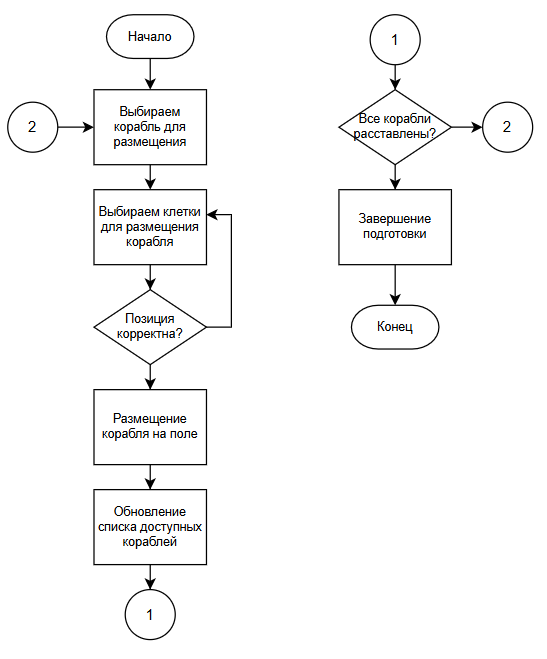 Начало
2
Выбираем
корабль для
размещения
Выбираем клетки
для размещения
корабля
Позиция
корректна?
Размещение
корабля на поле
Обновление
списка доступных
кораблей
1
1
Все корабли
расставлены?
2
Завершение
подготовки
Конец